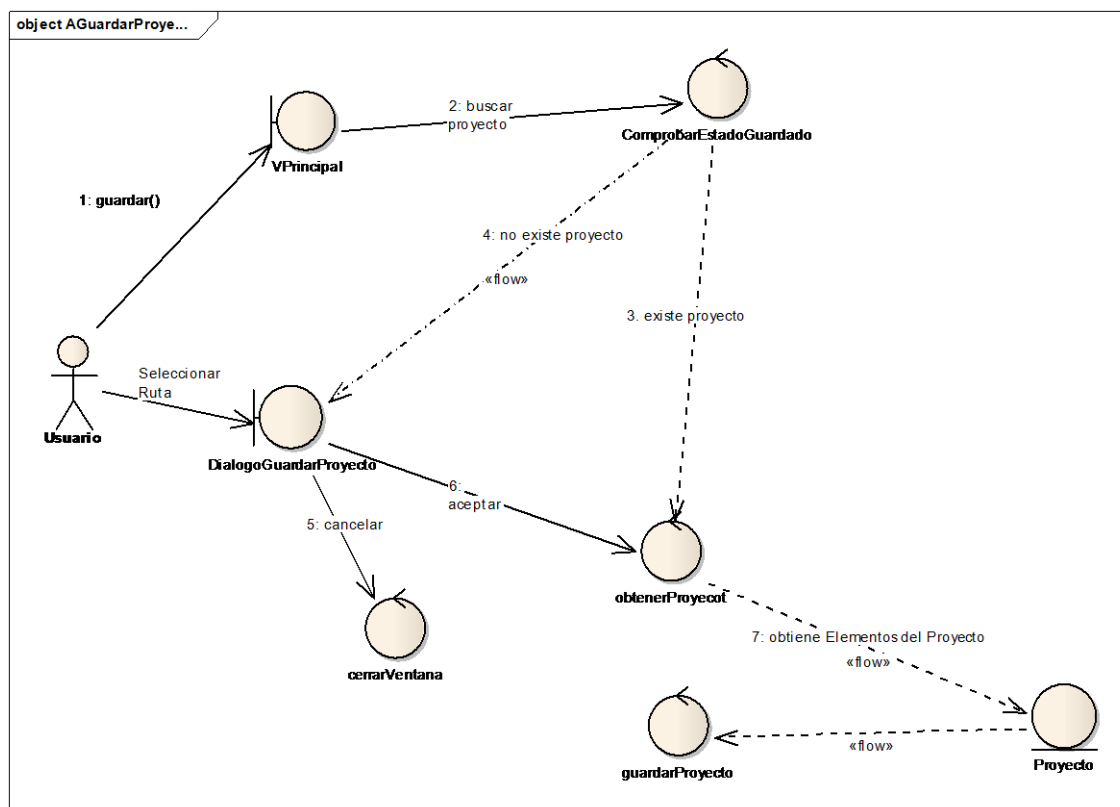 object AGuardarProye...
2: buscar
proyecto
ComprobarEstadoGuardado
VPrincipal
1: guardar()
4: no existe proyecto
«flow»
3. existe proyecto
Seleccionar
Ruta
Usuario
DialogoGuardarProyecto
6:
aceptar
5: cancelar
obtenerProyecot
7: obtiene Elementos del Proyecto
«flow»
cerrarVentana
«flow»
guardarProyecto
Proyecto